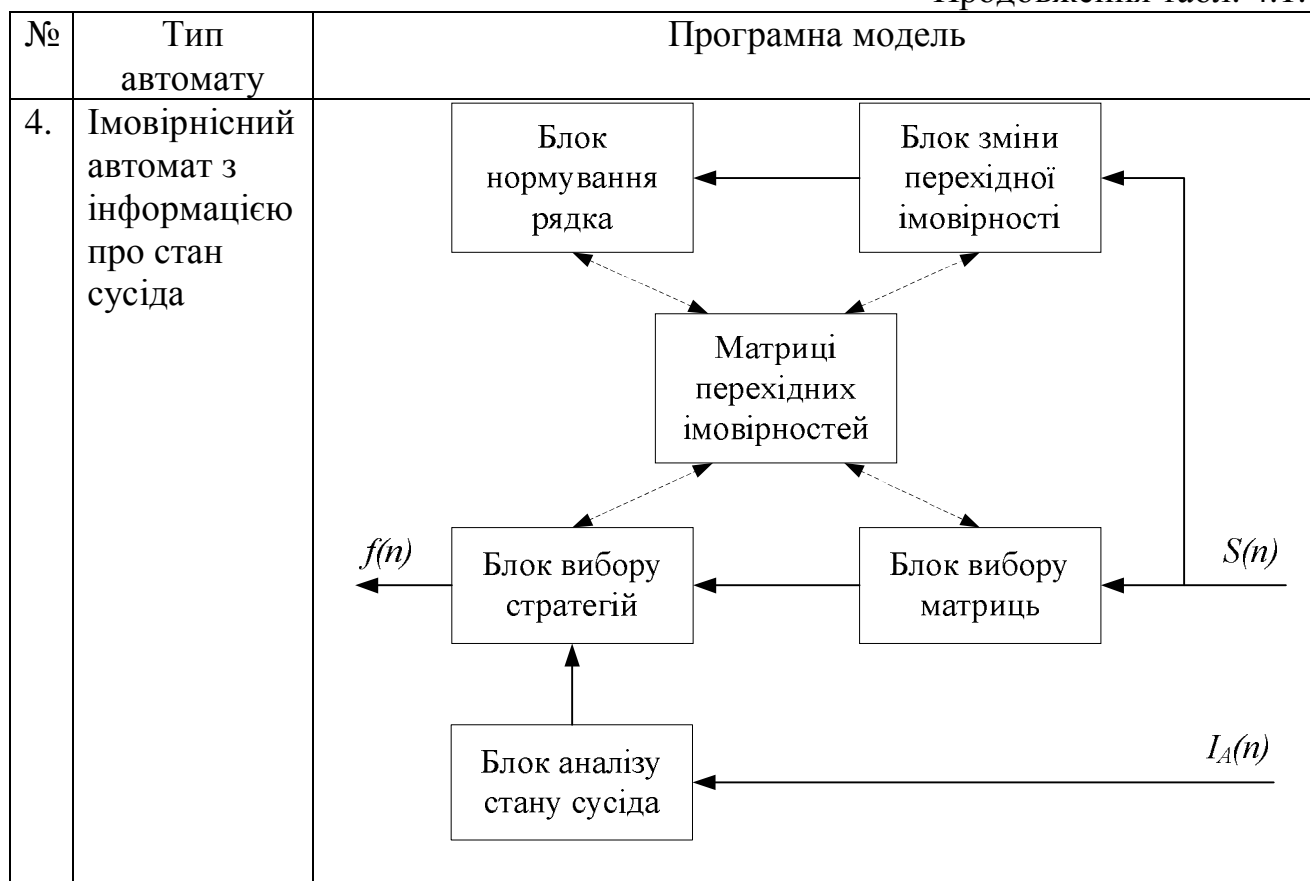 Продовження табл. 4.1.
№
Тип
автомату
Програмна модель
4.
Імовірнісний
автомат з
інформацією
про стан
сусіда
Блок
нормування
рядка
Блок зміни
перехідної
імовірності
Матриці
перехідних
імовірностей
f(n)
Блок вибору
стратегій
Блок вибору
матриць
S(n)
Блок аналізу
стану сусіда
I_A(n)